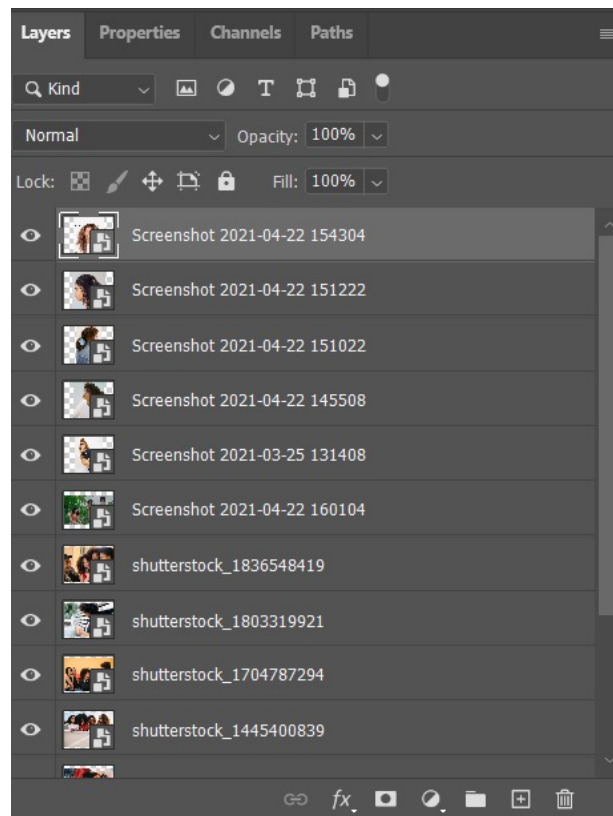 Layers Properties Channels Paths
Kind
Normal Opacity: 100%
Lock: Fill: 100%
Screenshot 2021-04-22 154304
Screenshot 2021-04-22 151222
Screenshot 2021-04-22 151022
Screenshot 2021-04-22 145508
Screenshot 2021-03-25 131408
Screenshot 2021-04-22 160104
shutterstock_1836548419
shutterstock_1803319921
shutterstock_1704787294
shutterstock_1445400839
fx